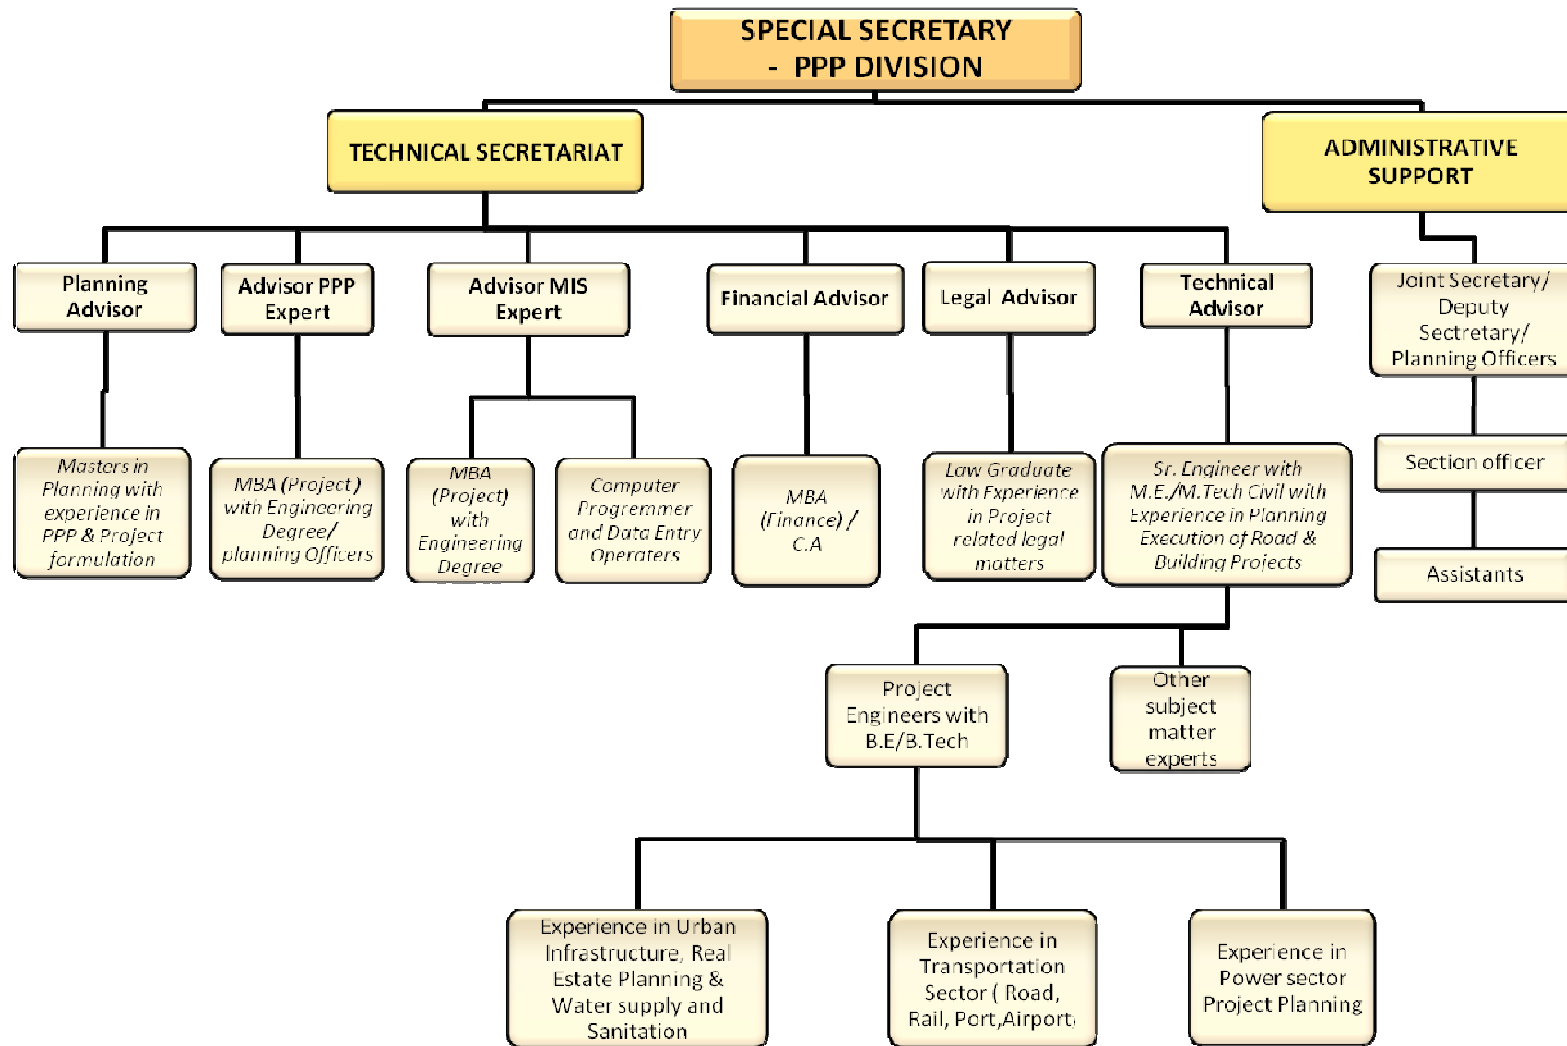 SPECIAL SECRETARY
- PPP DIVISION
TECHNICAL SECRETARIAT
ADMINISTRATIVE
SUPPORT
Planning
Advisor
Advisor PPP
Expert
Advisor MIS
Expert
Financial Advisor
Legal Advisor
Technical
Advisor
Joint Secretary/
Deputy
Sectretary/
Planning Officers
Masters in
Planning with
experience in
PPP & Project
formulation
MBA (Project)
with Engineering
Degree/
planning Officers
MBA
(Project)
with
Engineering
Degree
Computer
Progremmer
and Data Entry
Operaters
MBA
(Finance) /
C.A
Law Graduate
with Experience
in Project
related legal
matters
Sr. Engineer with
M.E./M.Tech Civil with
Experience in Planning
Execution of Road &
Building Projects
Section officer
Assistants
Project
Engineers with
B.E/B.Tech
Other
subject
matter
experts
Experience in Urban
Infrastructure, Real
Estate Planning &
Water supply and
Sanitation
Experience in
Transportation
Sector ( Road,
Rail, Port,Airport)
Experience in
Power sector
Project Planning